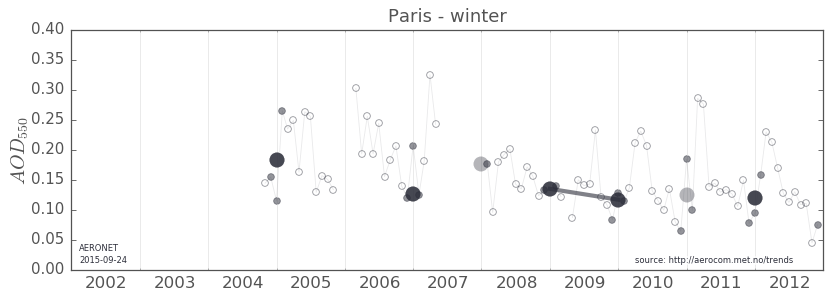 Paris - winter
0.40
0.35
0.30
0.25
0.20
0.15
0.10
0.05
0.00
AOD550
AERONET
2015-09-24
source: http://aerocom.met.no/trends
2002 2003 2004 2005 2006 2007 2008 2009 2010 2011 2012